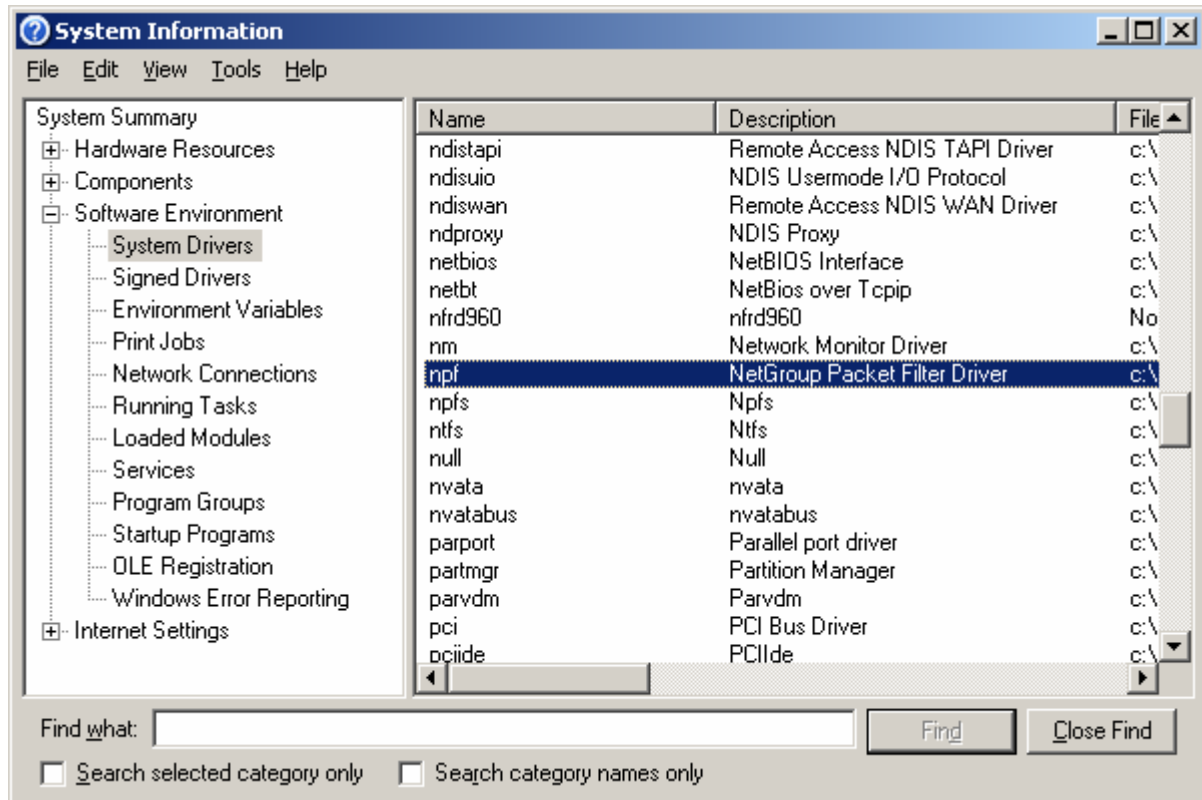 System Information
File Edit View Tools Help
System Summary
Hardware Resources
Components
Software Environment
System Drivers
Signed Drivers
Environment Variables
Print Jobs
Network Connections
Running Tasks
Loaded Modules
Services
Program Groups
Startup Programs
OLE Registration
Windows Error Reporting
Internet Settings
Name Description File
ndistapi Remote Access NDIS TAPI Driver c:\
ndisuio NDIS Usermode I/O Protocol c:\
ndiswan Remote Access NDIS WAN Driver c:\
ndproxy NDIS Proxy c:\
netbios NetBIOS Interface c:\
netbt NetBios over Tcpip c:\
nfrd960 nfrd960 No
nm Network Monitor Driver c:\
npf NetGroup Packet Filter Driver c:\
npfs Npfs c:\
ntfs Ntfs c:\
null Null c:\
nvata nvata c:\
nvatabus nvatabus c:\
parport Parallel port driver c:\
partmgr Partition Manager c:\
parvdm Parvdm c:\
pci PCI Bus Driver c:\
pciide PCIIde c:\
Find what: Find Close Find
Search selected category only Search category names only